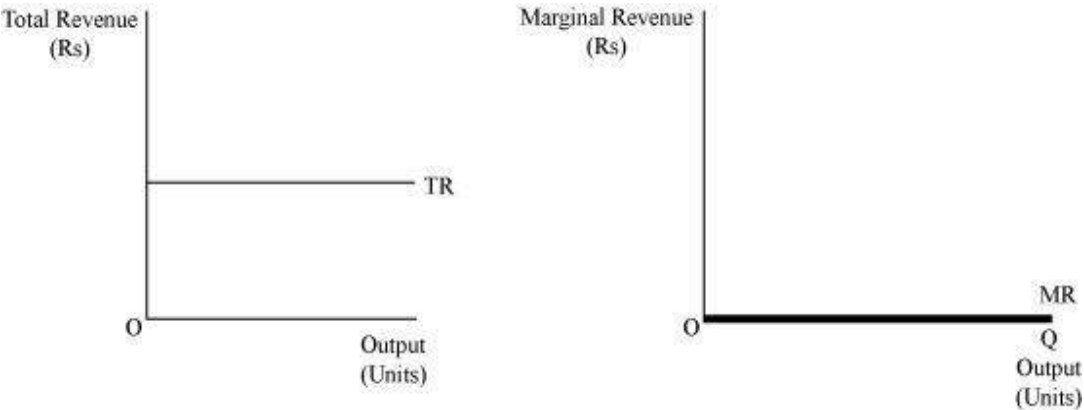 Total Revenue
(Rs)
TR
O
Output
(Units)
Marginal Revenue
(Rs)
MR
O
Q
Output
(Units)